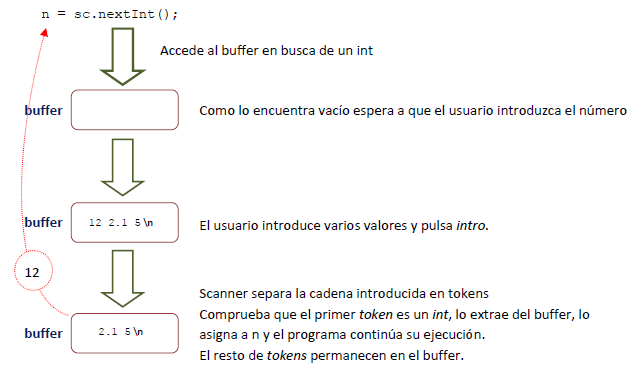 n = sc.nextInt();
Accede al buffer en busca de un int
buffer
Como lo encuentra vacío espera a que el usuario introduzca el número
buffer
12 2.1 5\n
El usuario introduce varios valores y pulsa intro.
12
Scanner separa la cadena introducida en tokens
Comprueba que el primer token es un int, lo extrae del buffer, lo
asigna a n y el programa continúa su ejecución.
El resto de tokens permanecen en el buffer.
buffer
2.1 5\n